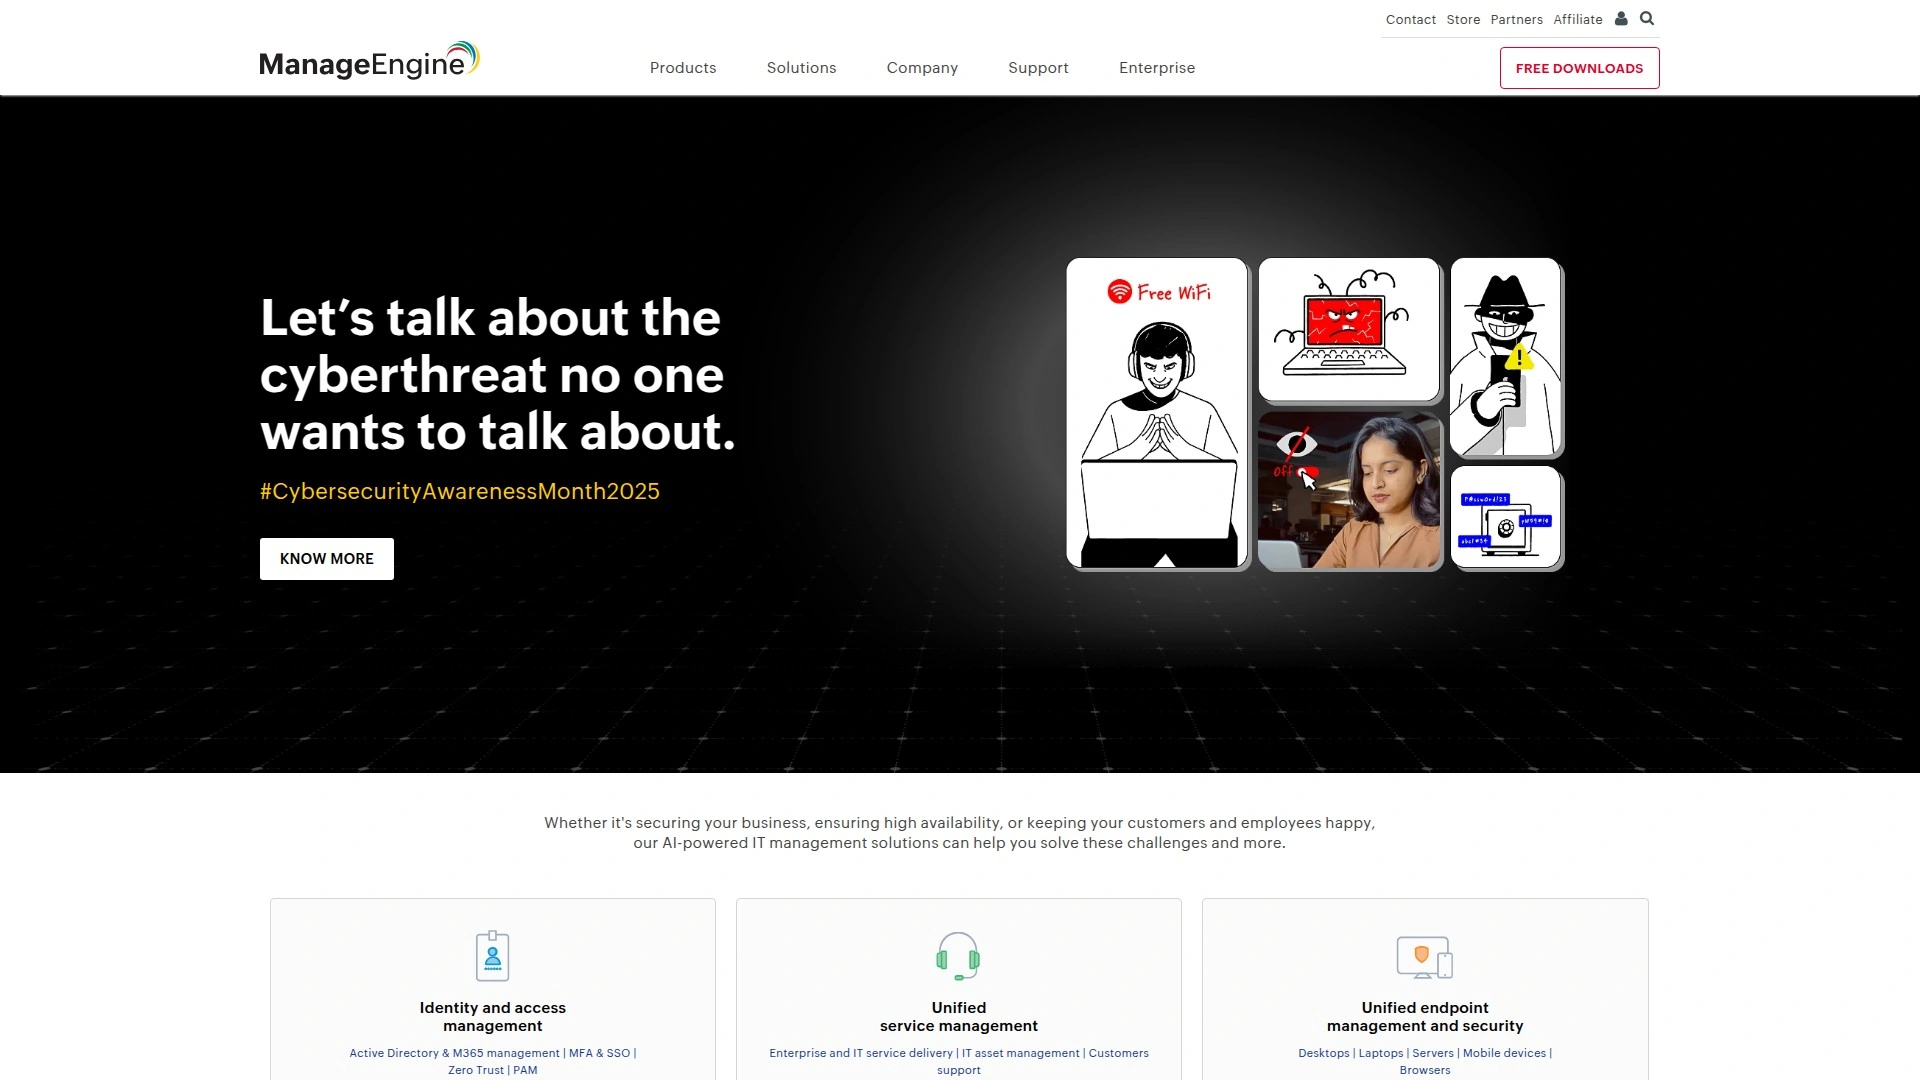 Contact Store Partners Affiliate
ManageEngine
Products Solutions Company Support Enterprise
FREE DOWNLOADS
Let’s talk about the
cyberthreat no one
wants to talk about.
#CybersecurityAwarenessMonth2025
KNOW MORE
Free WiFi
Off
Whether it's securing your business, ensuring high availability, or keeping your customers and employees happy,
our AI-powered IT management solutions can help you solve these challenges and more.
Identity and access
management
Active Directory & M365 management | MFA & SSO |
Zero Trust | PAM
Unified
service management
Enterprise and IT service delivery | IT asset management | Customers
support
Unified endpoint
management and security
Desktops | Laptops | Servers | Mobile devices |
Browsers